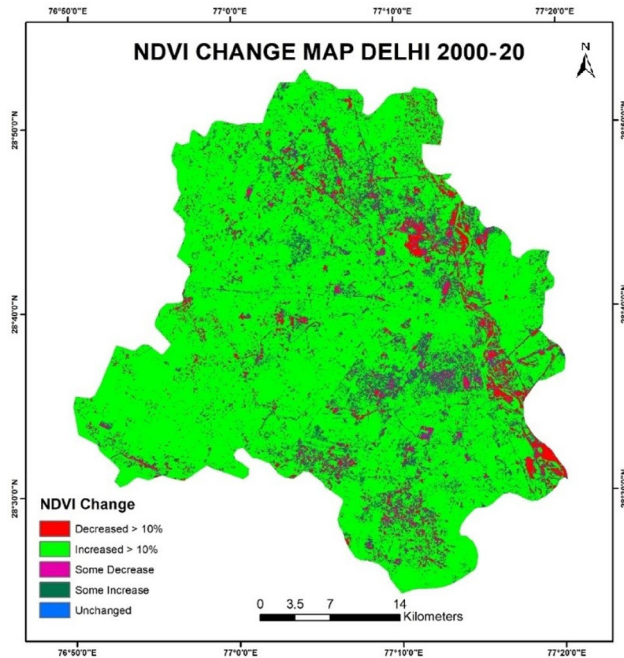 76°50'0"E 77°0'0"E 77°10'0"E 77°20'0"E
NDVI CHANGE MAP DELHI 2000-20
N
28°50'0"N
28°40'0"N
28°30'0"N
NDVI Change
Decreased > 10%
Increased > 10%
Some Decrease
Some Increase
Unchanged
0 3.5 7 14
Kilometers
76°50'0"E 77°0'0"E 77°10'0"E 77°20'0"E